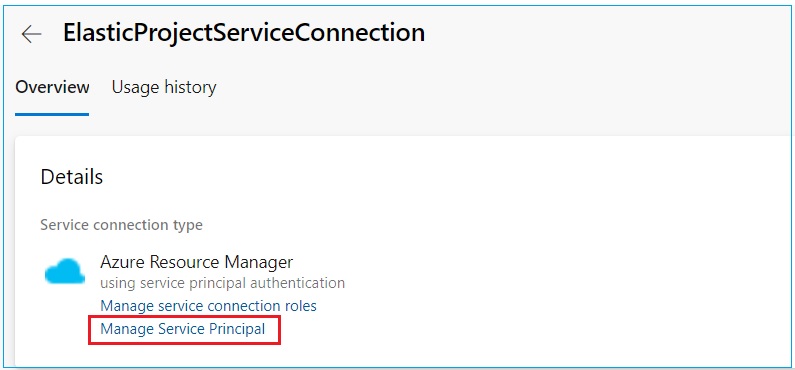 ElasticProjectServiceConnection
Overview
Usage history
Details
Service connection type
Azure Resource Manager
using service principal authentication
Manage service connection roles
Manage Service Principal